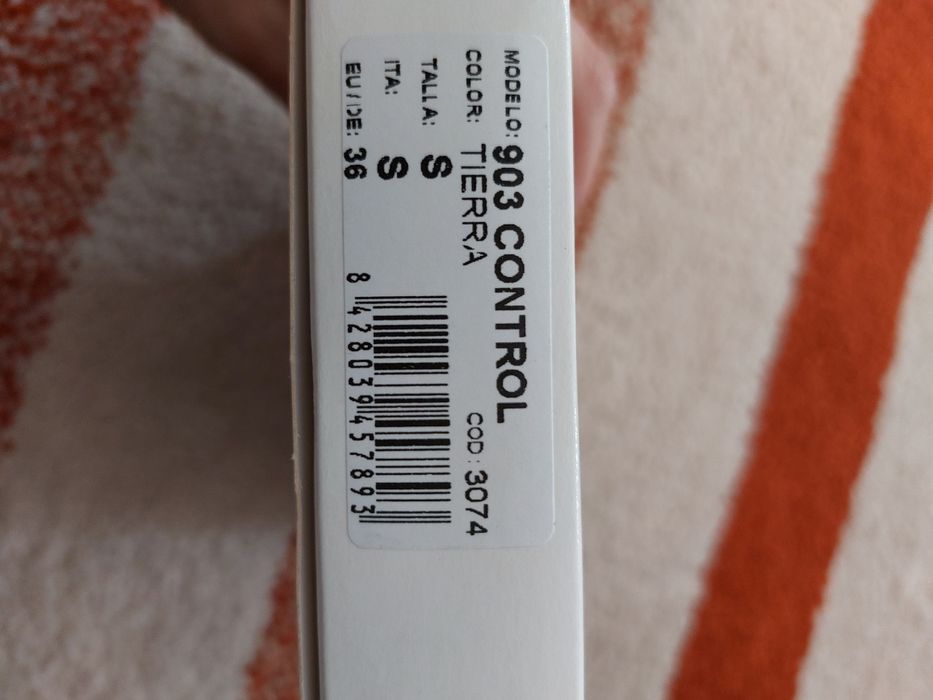 MODELO: 903 CONTROL
COLOR: TIERRA COD: 3074
TALLA: S
ITA: S
EU/DE: 36
8 428039 457893